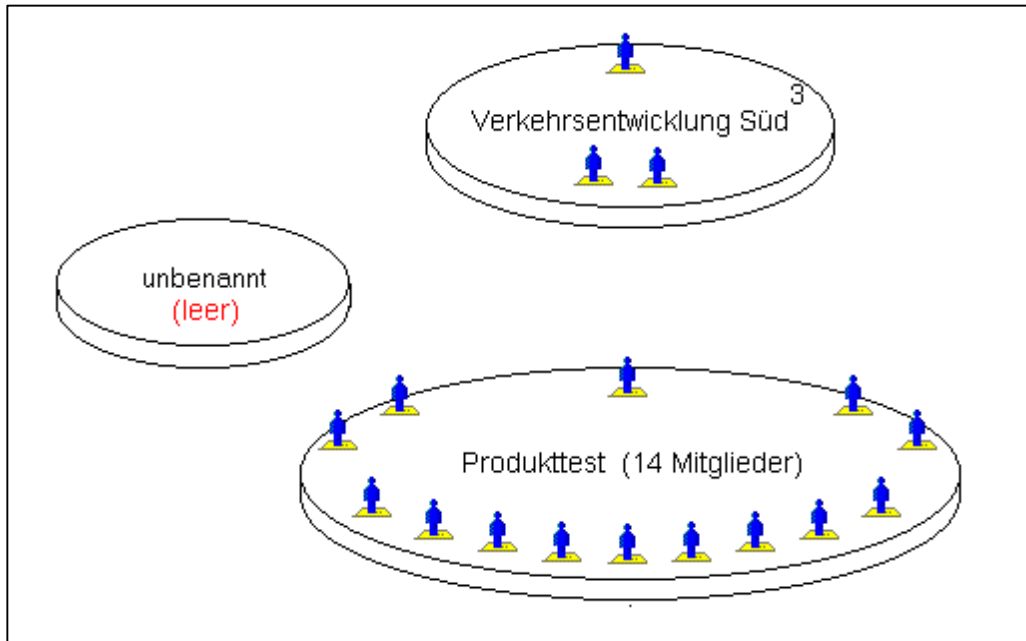 3
Verkehrsentwicklung Süd
unbenannt
(leer)
Produkttest (14 Mitglieder)